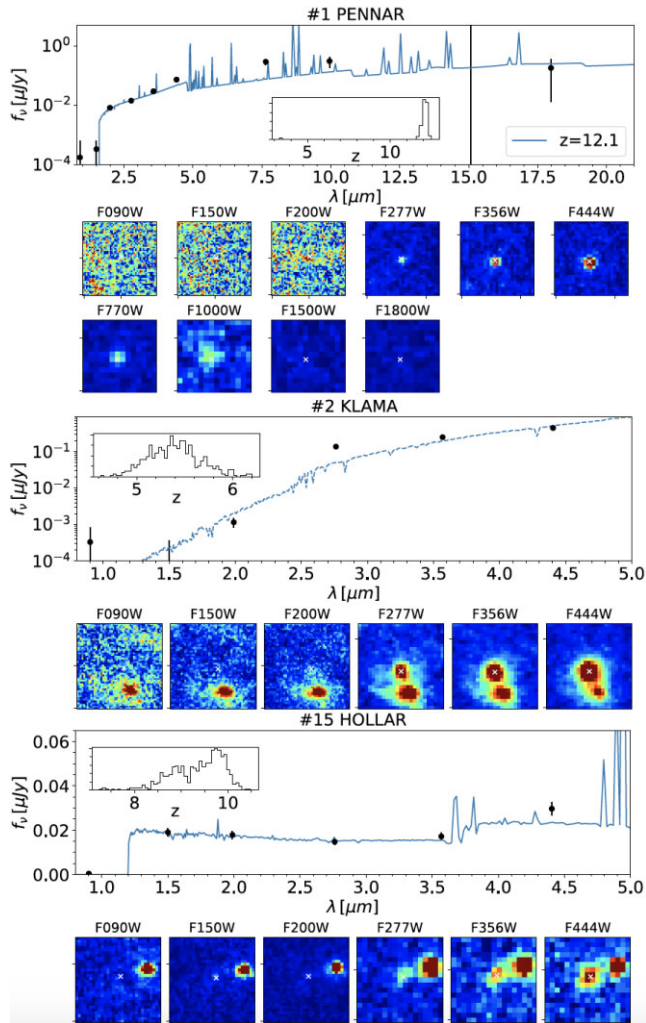 #1 PENNAR
10⁰
10⁻²
10⁻⁴
fν [μJy]
5 10
z
z=12.1
2.5 5.0 7.5 10.0 12.5 15.0 17.5 20.0
λ [μm]
F090W F150W F200W F277W F356W F444W
F770W F1000W F1500W F1800W
#2 KLAMA
10⁻¹
10⁻²
10⁻³
10⁻⁴
fν [μJy]
5 z 6
1.0 1.5 2.0 2.5 3.0 3.5 4.0 4.5 5.0
λ [μm]
F090W F150W F200W F277W F356W F444W
#15 HOLLAR
0.06
0.04
0.02
0.00
fν [μJy]
8 z 10
1.0 1.5 2.0 2.5 3.0 3.5 4.0 4.5 5.0
λ [μm]
F090W F150W F200W F277W F356W F444W